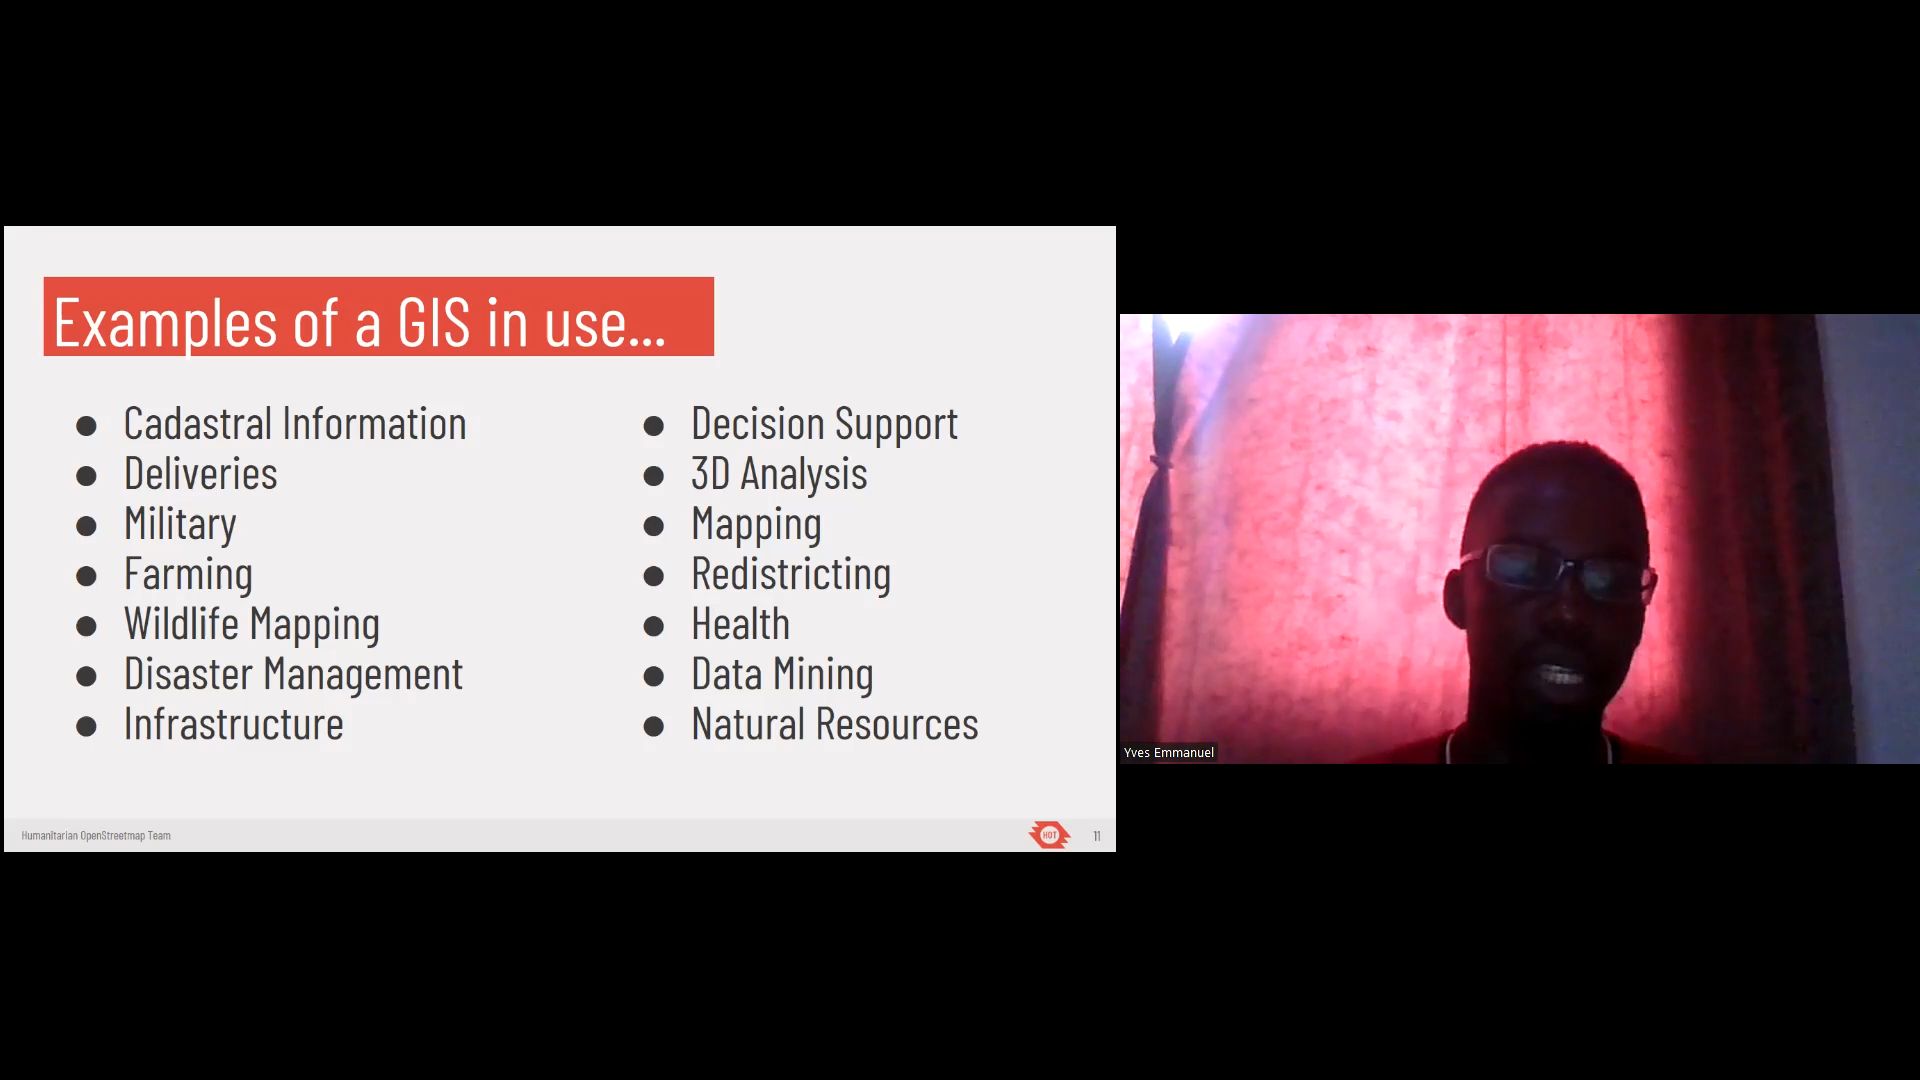 Examples of a GIS in use...
● Cadastral Information
● Deliveries
● Military
● Farming
● Wildlife Mapping
● Disaster Management
● Infrastructure
● Decision Support
● 3D Analysis
● Mapping
● Redistricting
● Health
● Data Mining
● Natural Resources
Humanitarian OpenStreetmap Team
HOT
11
Yves Emmanuel